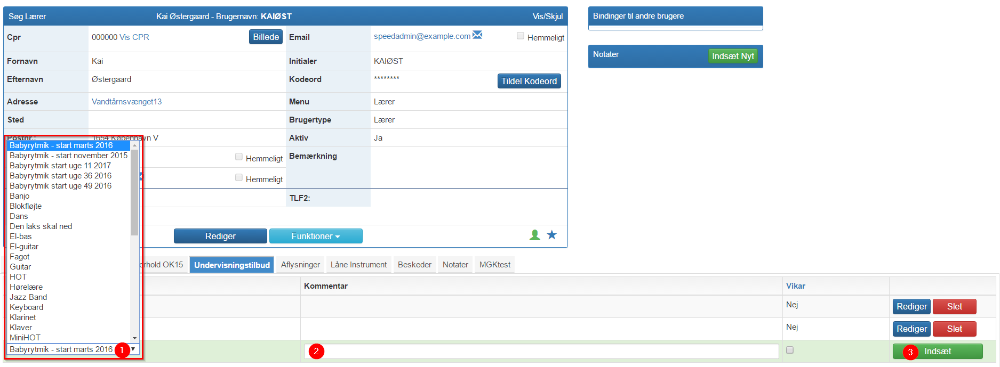 Søg Lærer Kai Østergaard - Brugernavn: KAIØST Vis/Skjul
Cpr 000000 Vis CPR Billede Email speedadmin@example.com Hemmeligt
Fornavn Kai Initialer KAIØST
Efternavn Østergaard Kodeord ******** Tildel Kodeord
Adresse Vandtårnsvænget13 Menu Lærer
Sted Brugertype Lærer
Postnr.: 1654 København V Aktiv Ja
Hemmeligt Bemærkning
Hemmeligt
TLF2:
Rediger Funktioner
Bindinger til andre brugere
Notater Indsæt Nyt
Babyrytmik - start marts 2016
Babyrytmik - start november 2015
Babyrytmik start uge 11 2017
Babyrytmik start uge 36 2016
Babyrytmik start uge 49 2016
Banjo
Blokfløjte
Dans
Den laks skal ned
El-bas
El-guitar
Fagot
Guitar
HOT
Hørelære
Jazz Band
Keyboard
Klarinet
Klaver
MiniHOT
orhold OK15 Undervisningstilbud Aflysninger Låne Instrument Beskeder Notater MGKtest
Kommentar Vikar
Nej Rediger Slet
Nej Rediger Slet
Babyrytmik - start marts 2016 1 2 3 Indsæt